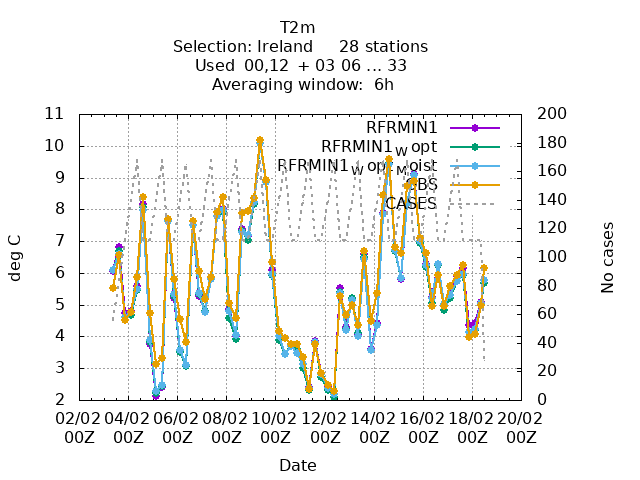 T2m
Selection: Ireland 28 stations
Used 00,12 + 03 06 ... 33
Averaging window: 6h
deg C
No cases
11
10
9
8
7
6
5
4
3
2
200
180
160
140
120
100
80
60
40
20
0
RFRMIN1
RFRMIN1W opt
RFRMIN1W optMoist
OBS
CASES
02/02 04/02 06/02 08/02 10/02 12/02 14/02 16/02 18/02 20/02
00Z 00Z 00Z 00Z 00Z 00Z 00Z 00Z 00Z 00Z
Date